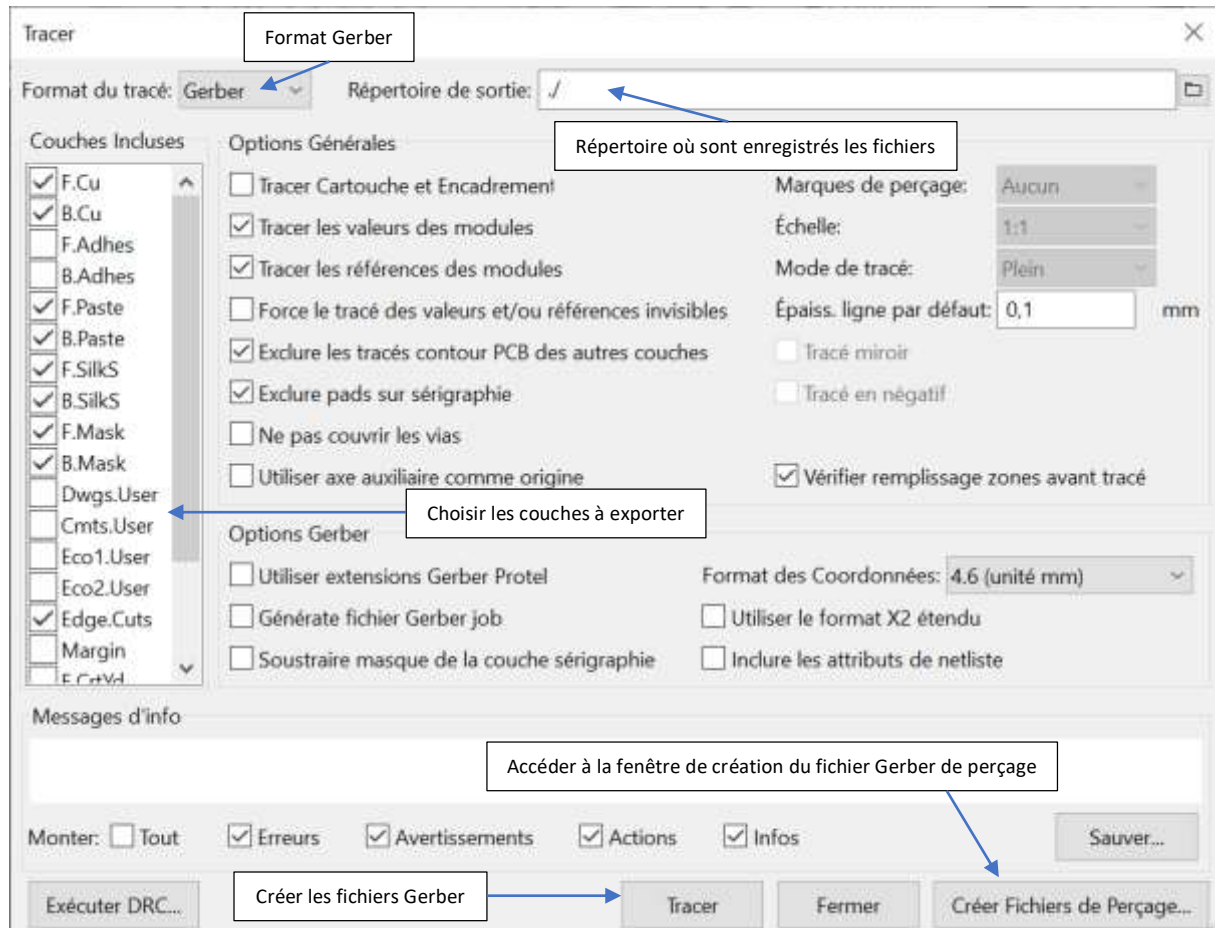 Tracer
Format Gerber
Format du tracé: Gerber
Répertoire de sortie: ./
Répertoire où sont enregistrés les fichiers
Couches Incluses
F.Cu
B.Cu
F.Adhes
B.Adhes
F.Paste
B.Paste
F.SilkS
B.SilkS
F.Mask
B.Mask
Dwgs.User
Cmts.User
Eco1.User
Eco2.User
Edge.Cuts
Margin
F.CrtYd
Options Générales
Tracer Cartouche et Encadrement
Tracer les valeurs des modules
Tracer les références des modules
Force le tracé des valeurs et/ou références invisibles
Exclure les tracés contour PCB des autres couches
Exclure pads sur sérigraphie
Ne pas couvrir les vias
Utiliser axe auxiliaire comme origine
Marques de perçage: Aucun
Échelle: 1:1
Mode de tracé: Plein
Épaiss. ligne par défaut: 0,1 mm
Tracé miroir
Tracé en négatif
Vérifier remplissage zones avant tracé
Choisir les couches à exporter
Options Gerber
Utiliser extensions Gerber Protel
Générate fichier Gerber job
Soustraire masque de la couche sérigraphie
Format des Coordonnées: 4.6 (unité mm)
Utiliser le format X2 étendu
Inclure les attributs de netliste
Messages d'info
Accéder à la fenêtre de création du fichier Gerber de perçage
Monter: Tout Erreurs Avertissements Actions Infos Sauver...
Créer les fichiers Gerber
Exécuter DRC... Tracer Fermer Créer Fichiers de Perçage...